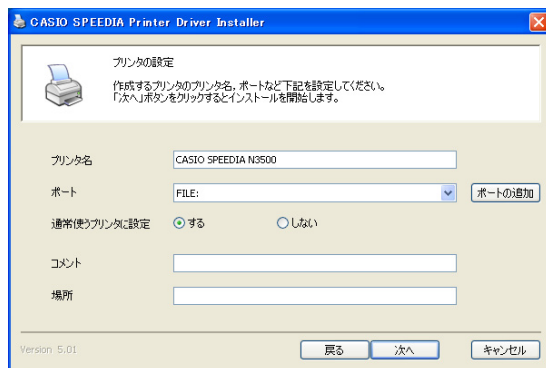 CASIO SPEEDIA Printer Driver Installer
プリンタの設定
作成するプリンタのプリンタ名, ポートなど下記を設定してください。
「次へ」ボタンをクリックするとインストールを開始します。
プリンタ名 CASIO SPEEDIA N3500
ポート FILE: ポートの追加
通常使うプリンタに設定 する しない
コメント
場所
Version 5.01 戻る 次へ キャンセル